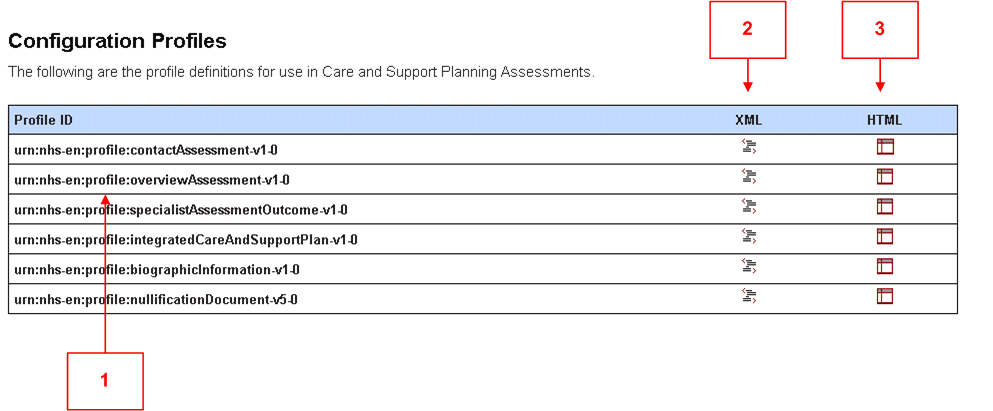 2
3
Configuration Profiles
The following are the profile definitions for use in Care and Support Planning Assessments.
Profile ID XML HTML
urn:nhs-en:profile:contactAssessment-v1-0
urn:nhs-en:profile:overviewAssessment-v1-0
urn:nhs-en:profile:specialistAssessmentOutcome-v1-0
urn:nhs-en:profile:integratedCareAndSupportPlan-v1-0
urn:nhs-en:profile:biographicInformation-v1-0
urn:nhs-en:profile:nullificationDocument-v5-0
1